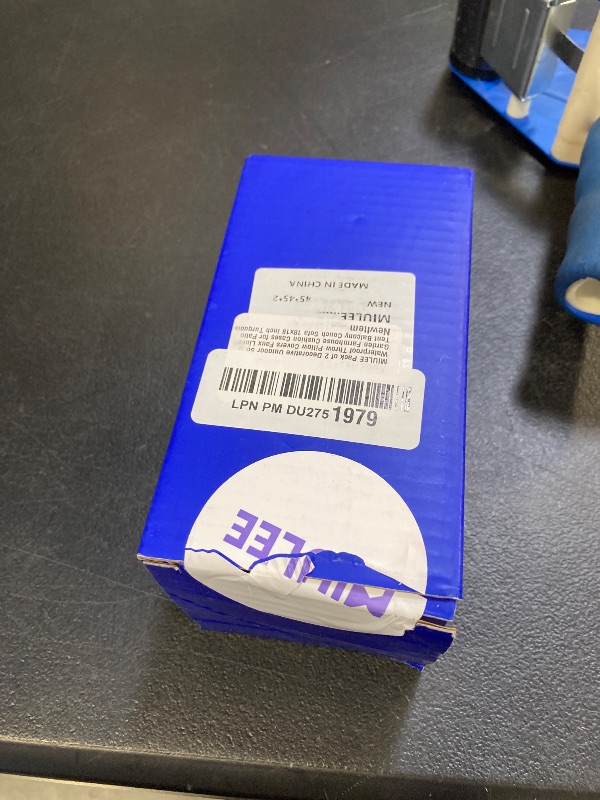 MADE IN CHINA
NEW 45*45*2
MIULEE......
NewItem
MIULEE Pack of 2 Decorative Outdoor
Waterproof Throw Pillow Covers Faux Linen
Garden Farmhouse Cushion Cases for Patio
Tent Balcony Couch Sofa 18x18 inch
LPN PM DU275 1979
MIULEE